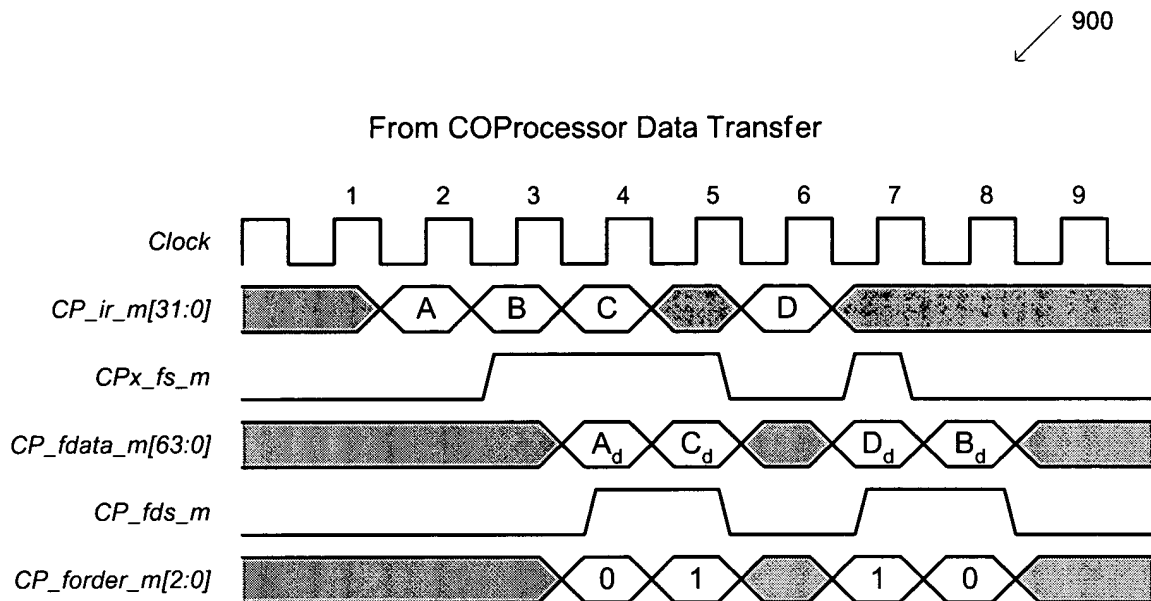 900
From COProcessor Data Transfer
1 2 3 4 5 6 7 8 9
Clock
CP_ir_m[31:0] A B C D
CPx_fs_m
CP_fdata_m[63:0] Ad Cd Dd Bd
CP_fds_m
CP_forder_m[2:0] 0 1 1 0